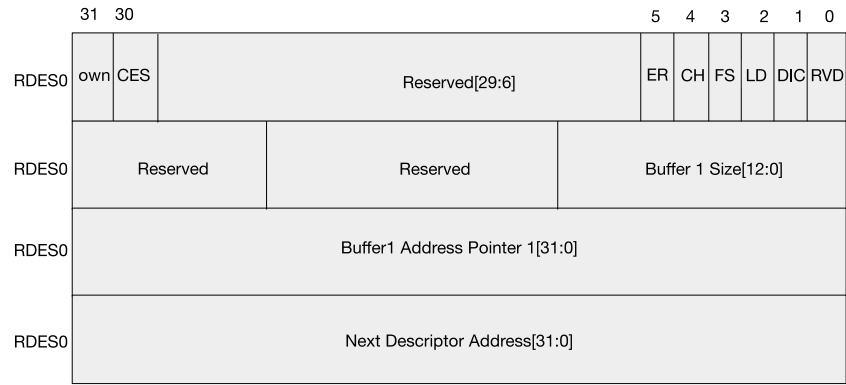 31 30 5 4 3 2 1 0
RDES0 own CES Reserved[29:6] ER CH FS LD DIC RVD
RDES0 Reserved Reserved Buffer 1 Size[12:0]
RDES0 Buffer1 Address Pointer 1[31:0]
RDES0 Next Descriptor Address[31:0]